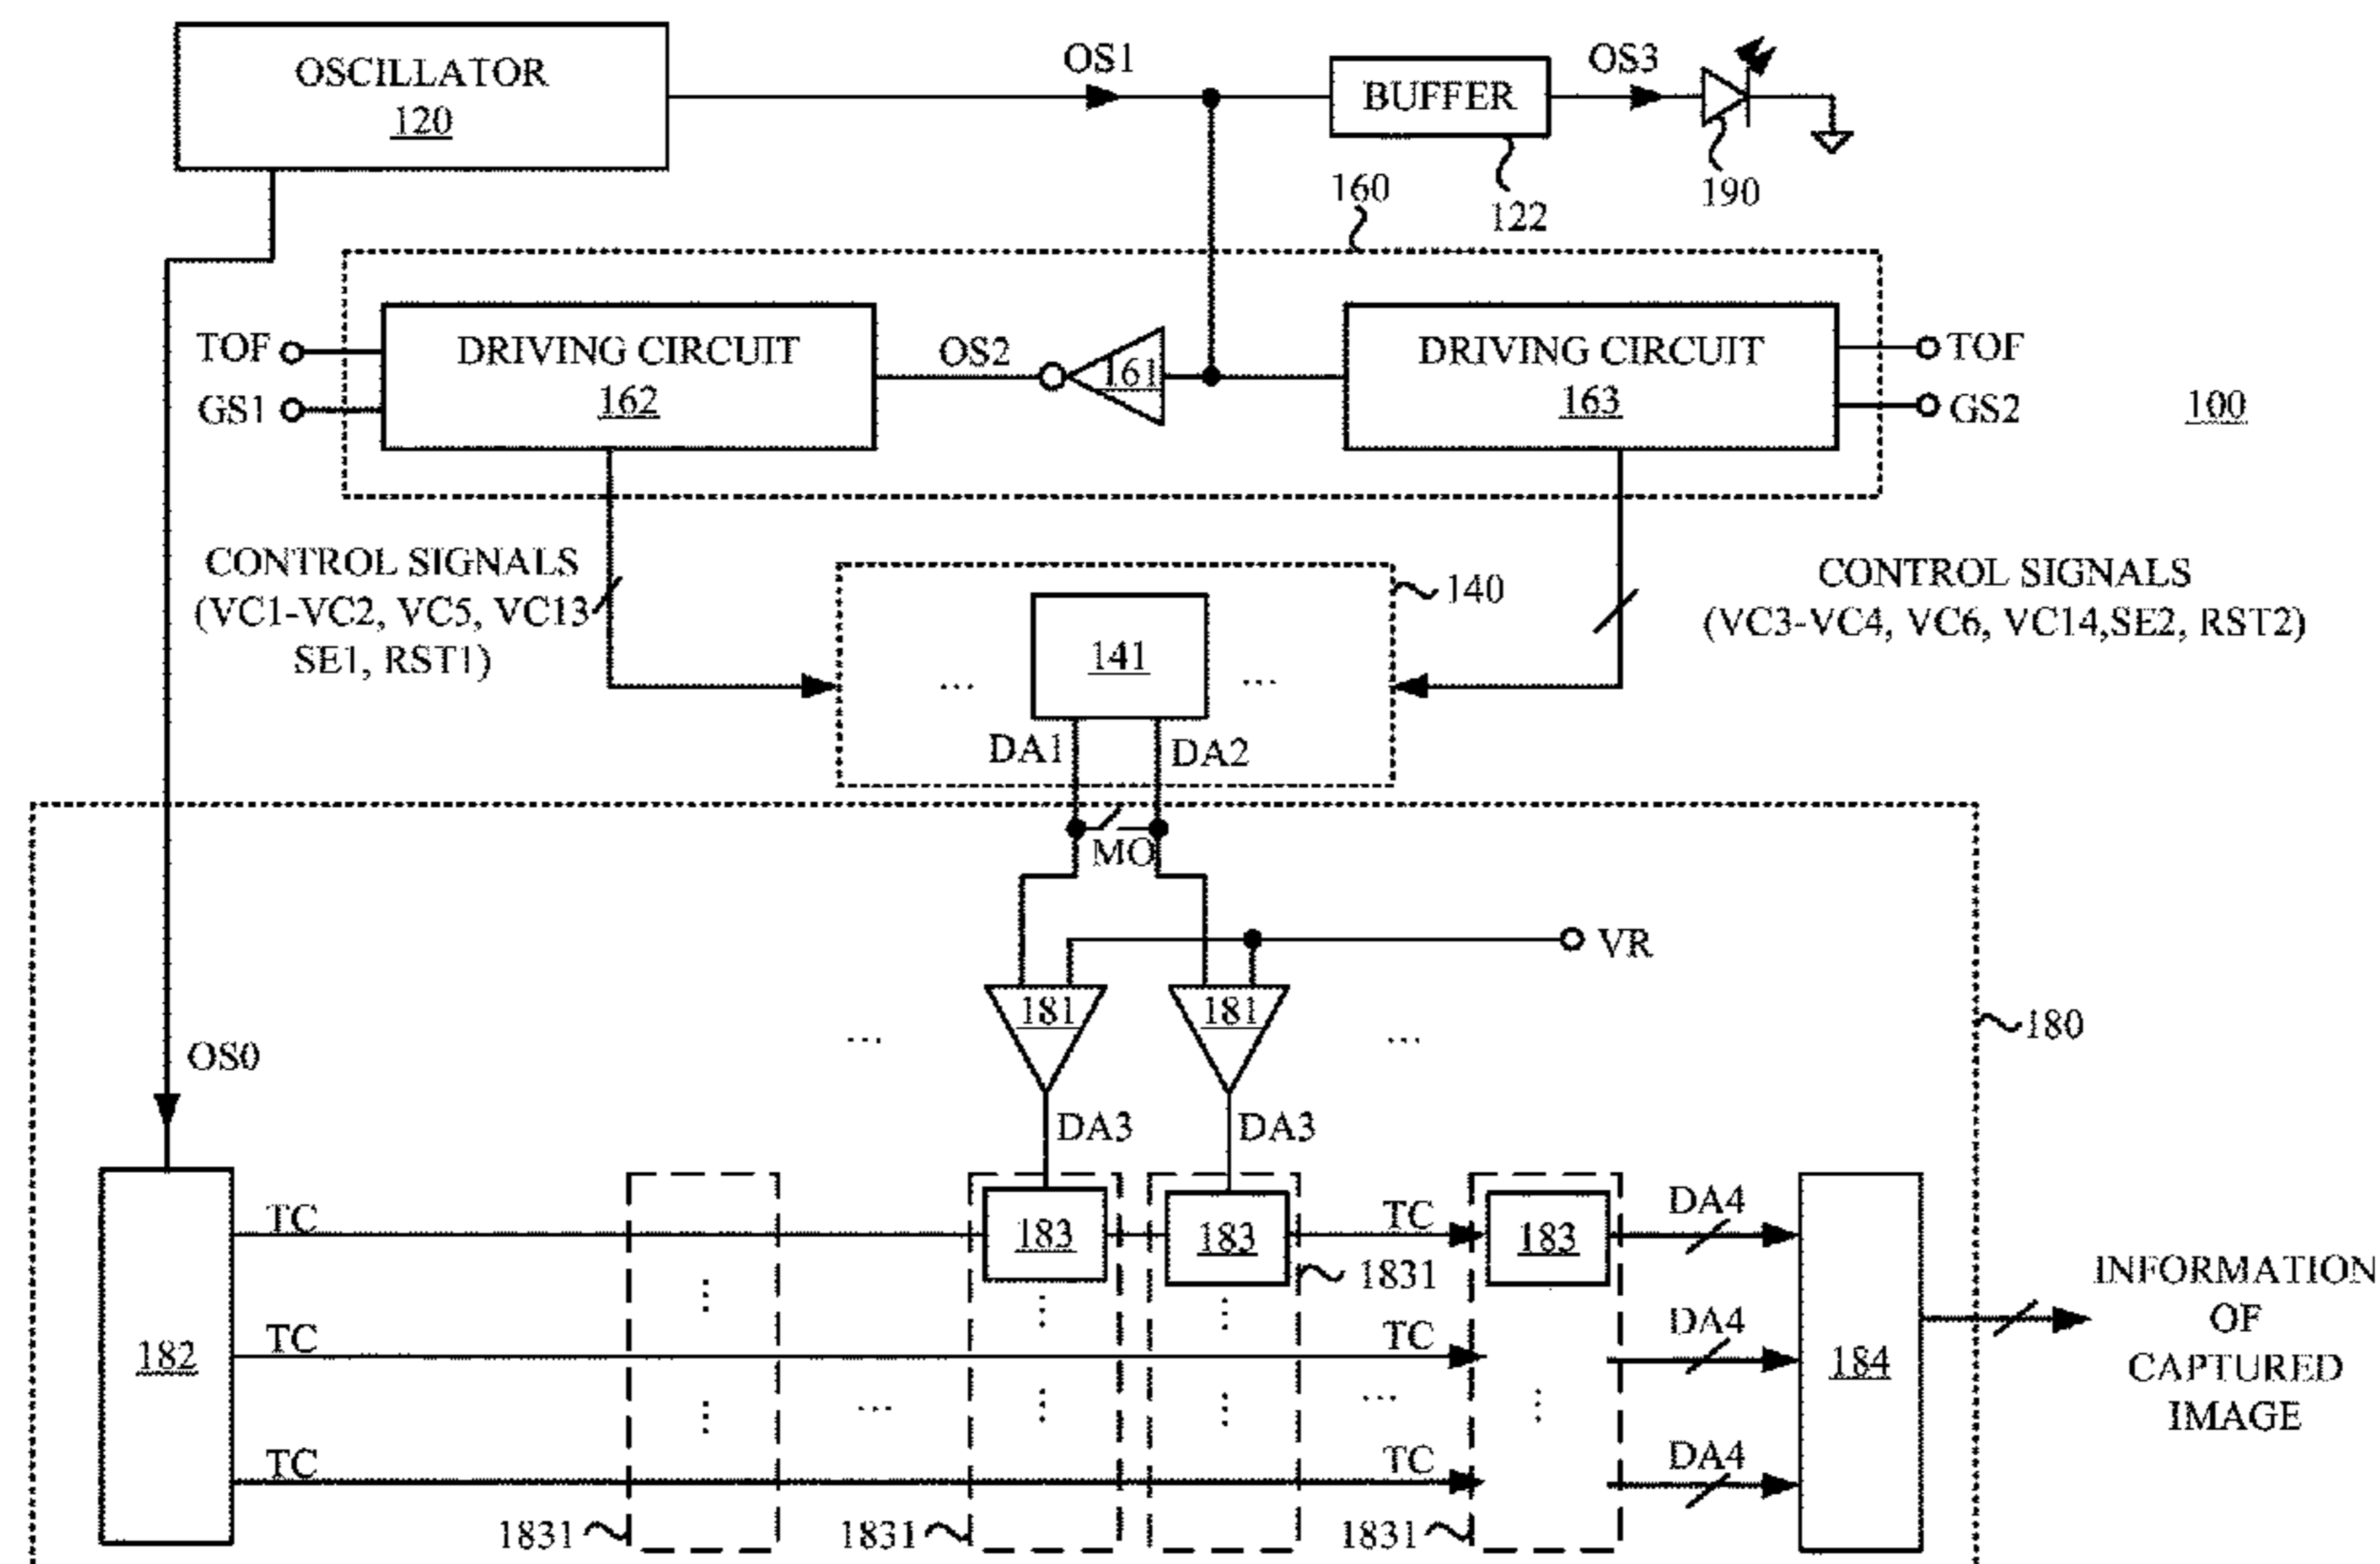 OSCILLATOR
120
OS1
BUFFER
OS3
190
122
160
TOF
GS1
DRIVING CIRCUIT
162
OS2
161
DRIVING CIRCUIT
163
TOF
GS2
100
CONTROL SIGNALS
(VC1-VC2, VC5, VC13
SE1, RST1)
140
141
... ...
CONTROL SIGNALS
(VC3-VC4, VC6, VC14,SE2, RST2)
DA1
DA2
MO
VR
181
181
... ...
180
OS0
DA3
DA3
TC
183
183
TC
183
DA4
1831
TC
TC
DA4
182
184
INFORMATION
OF
CAPTURED
IMAGE
... ...
TC
TC
DA4
1831
1831
1831